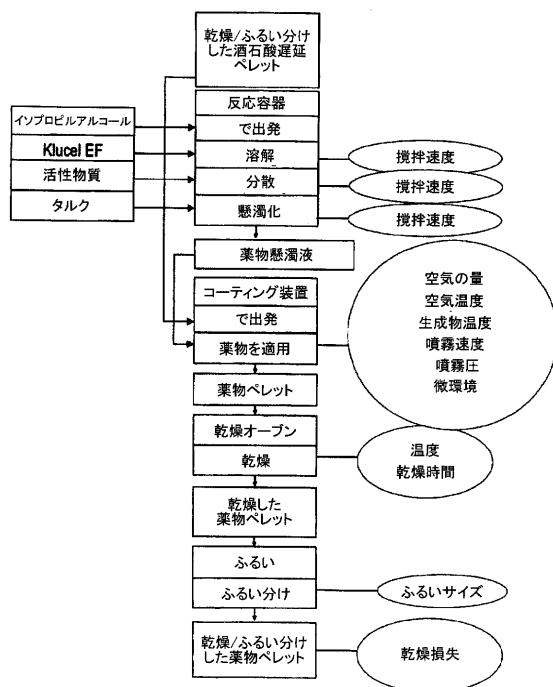 乾燥/ふるい分け
した酒石酸遅延
ペレット
イソプロピルアルコール
Klucel EF
活性物質
タルク
反応容器
で出発
溶解
分散
懸濁化
攪拌速度
攪拌速度
攪拌速度
薬物懸濁液
コーティング装置
で出発
薬物を適用
空気の量
空気温度
生成物温度
噴霧速度
噴霧圧
微環境
薬物ペレット
乾燥オーブン
乾燥
温度
乾燥時間
乾燥した
薬物ペレット
ふるい
ふるい分け
ふるいサイズ
乾燥/ふるい分け
した薬物ペレット
乾燥損失